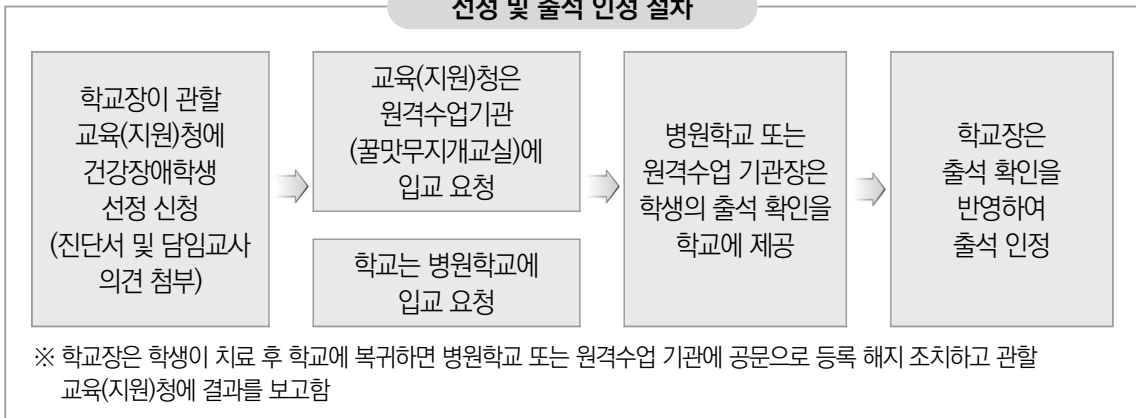 선정 및 출석 인정 절차
학교장이 관할
교육(지원)청에
건강장애학생
선정 신청
(진단서 및 담임교사
의견 첨부)
교육(지원)청은
원격수업기관
(꿀맛무지개교실)에
입교 요청
학교는 병원학교에
입교 요청
병원학교 또는
원격수업 기관장은
학생의 출석 확인을
학교에 제공
학교장은
출석 확인을
반영하여
출석 인정
※ 학교장은 학생이 치료 후 학교에 복귀하면 병원학교 또는 원격수업 기관에 공문으로 등록 해지 조치하고 관할
교육(지원)청에 결과를 보고함